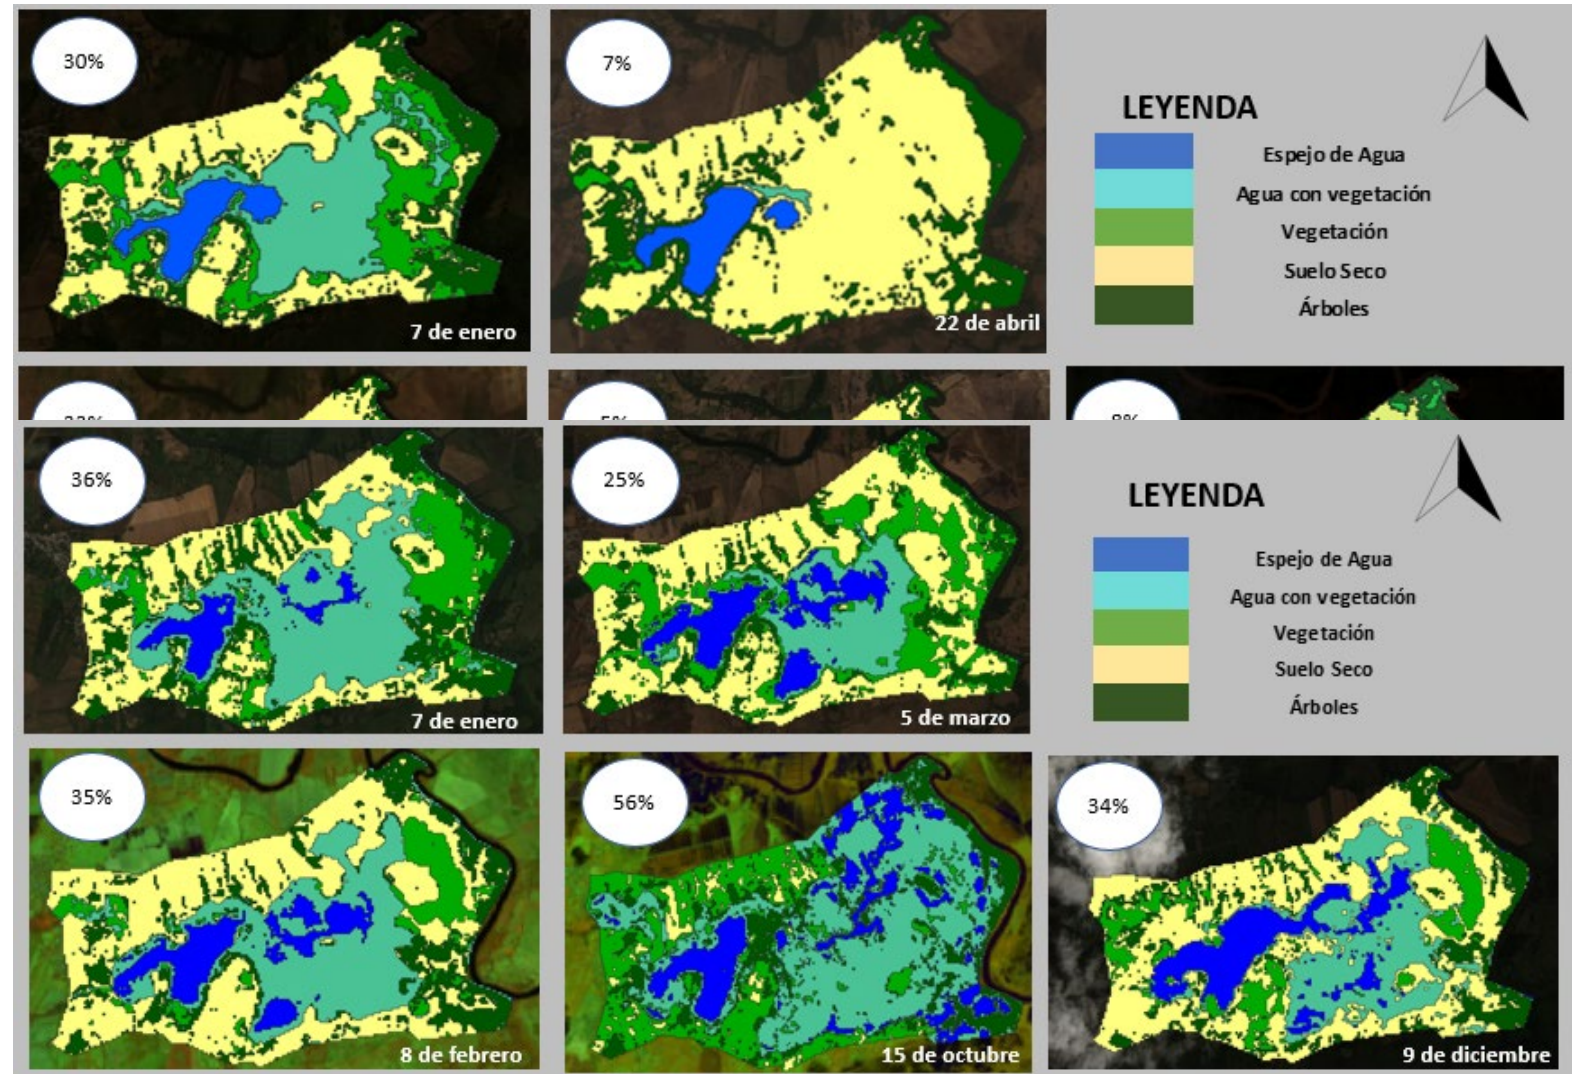 30%
7%
LEYENDA
Espejo de Agua
Agua con vegetación
Vegetación
Suelo Seco
Árboles
7 de enero
22 de abril
36%
25%
LEYENDA
Espejo de Agua
Agua con vegetación
Vegetación
Suelo Seco
Árboles
7 de enero
5 de marzo
35%
56%
34%
8 de febrero
15 de octubre
9 de diciembre